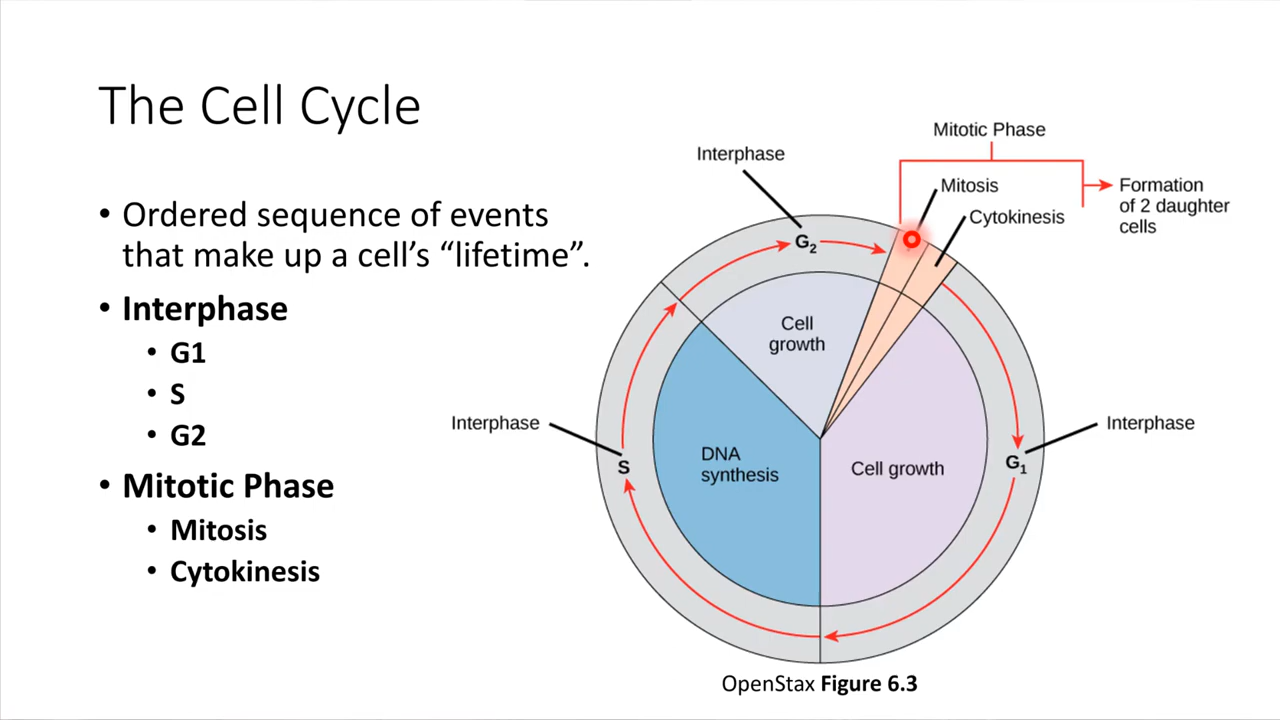 The Cell Cycle
• Ordered sequence of events
that make up a cell’s “lifetime”.
• Interphase
• G1
• S
• G2
• Mitotic Phase
• Mitosis
• Cytokinesis
Mitotic Phase
Interphase
Mitosis
Cytokinesis
Formation
of 2 daughter
cells
G₂
Cell
growth
Interphase
S
DNA
synthesis
Cell growth
G₁
Interphase
OpenStax Figure 6.3